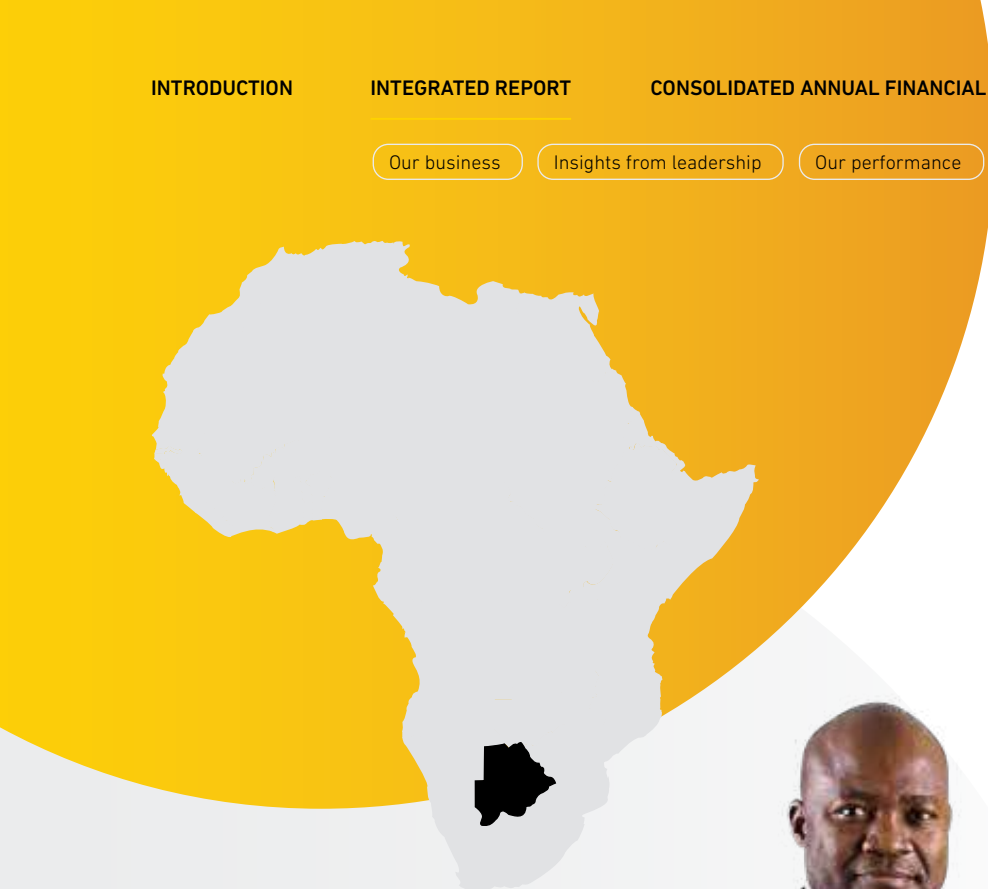 INTRODUCTION INTEGRATED REPORT CONSOLIDATED ANNUAL FINANCIAL
Our business Insights from leadership Our performance